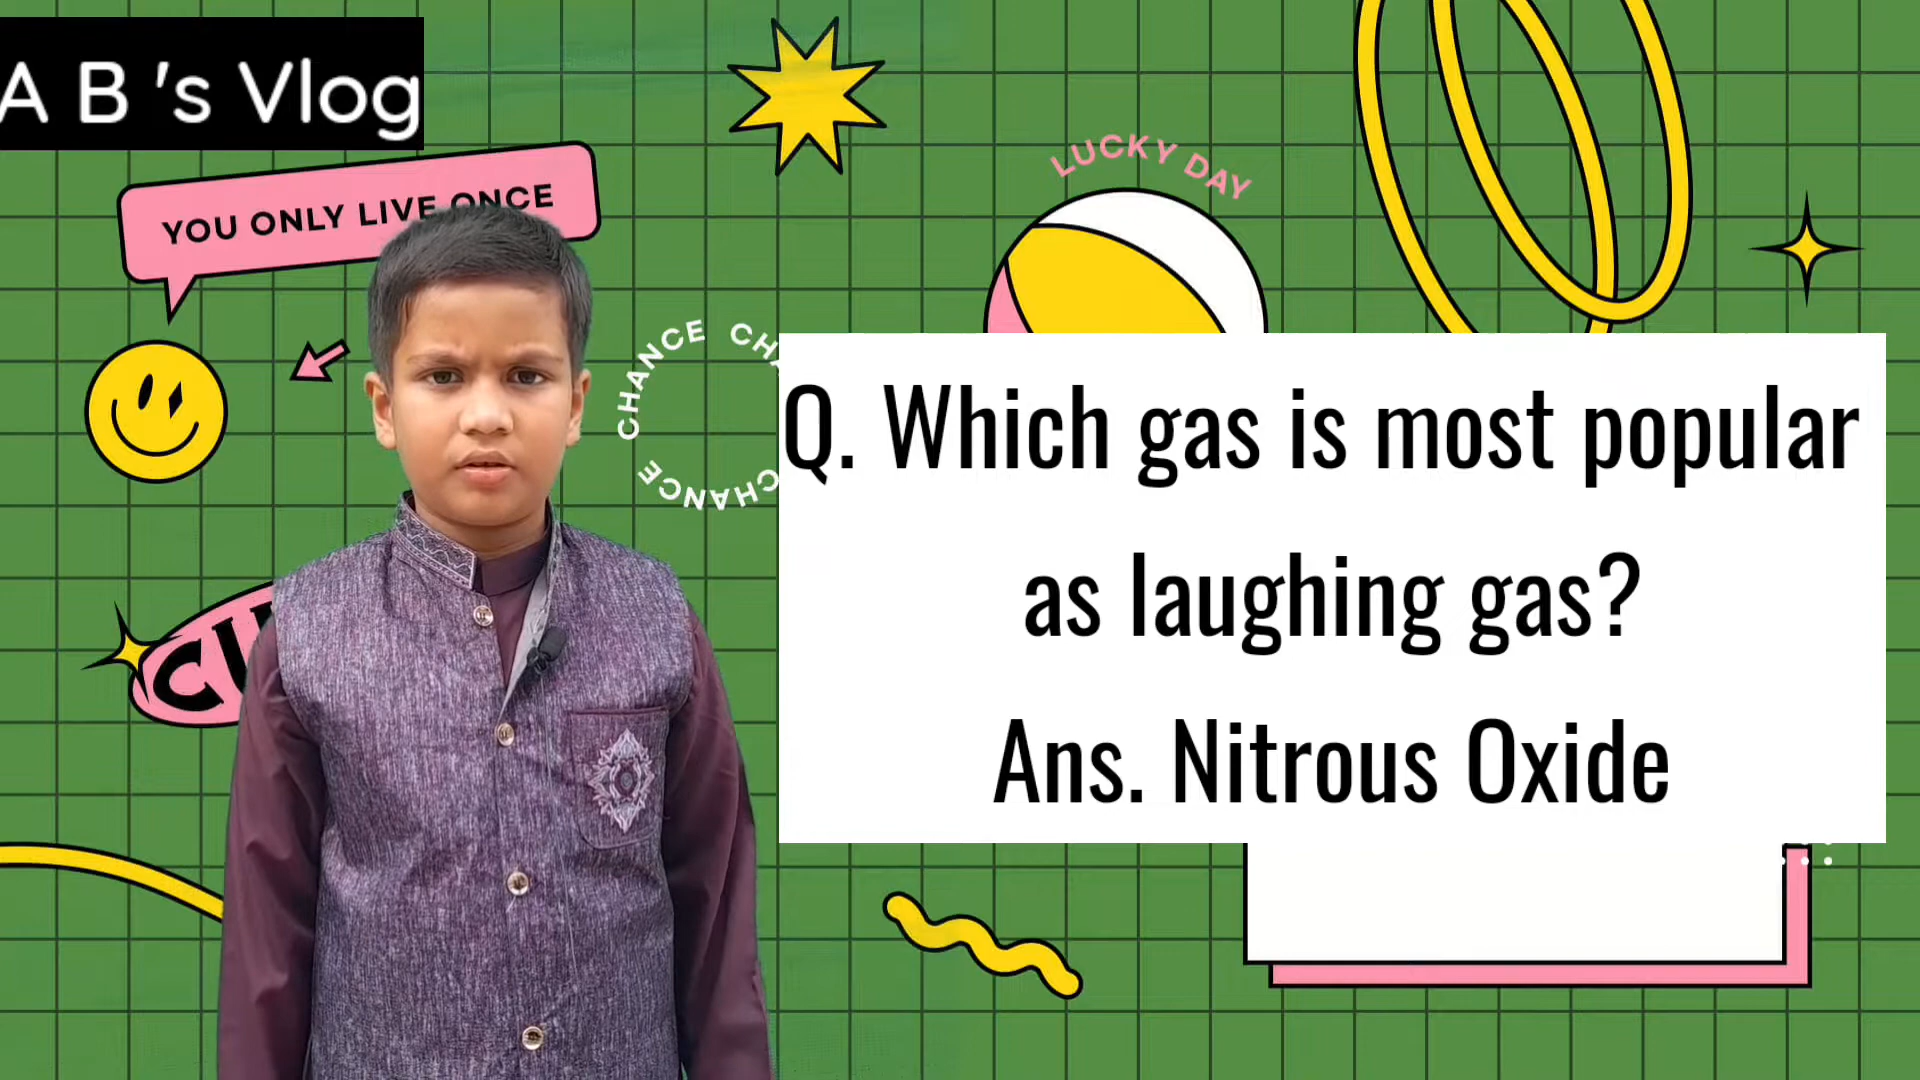 A B 's Vlog
YOU ONLY LIVE ONCE
LUCKY DAY
CHANCE
CHANCE
Q. Which gas is most popular
as laughing gas?
Ans. Nitrous Oxide